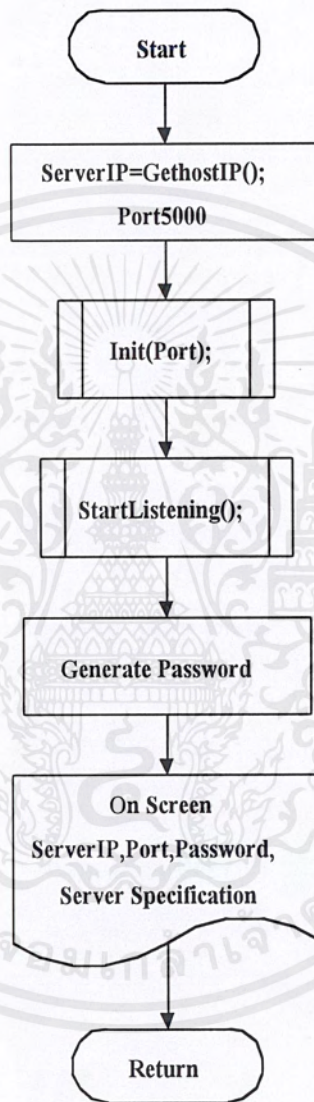 Start
ServerIP=GethostIP();
Port5000
Init(Port);
StartListening();
Generate Password
On Screen
ServerIP,Port,Password,
Server Specification
Return